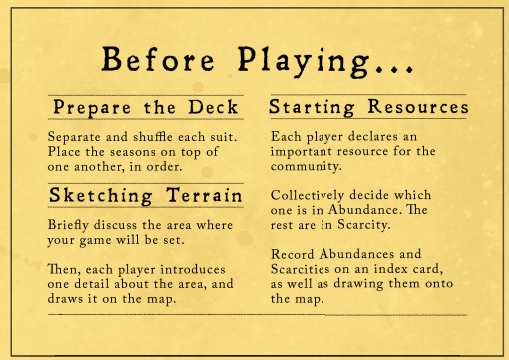 Before Playing...
Prepare the Deck
Separate and shuffle each suit.
Place the seasons on top of
one another, in order.
Sketching Terrain
Briefly discuss the area where
your game will be set.
Then, each player introduces
one detail about the area, and
draws it on the map.
Starting Resources
Each player declares an
important resource for the
community.
Collectively decide which
one is in Abundance. The
rest are in Scarcity.
Record Abundances and
Scarcities on an index card,
as well as drawing them onto
the map.